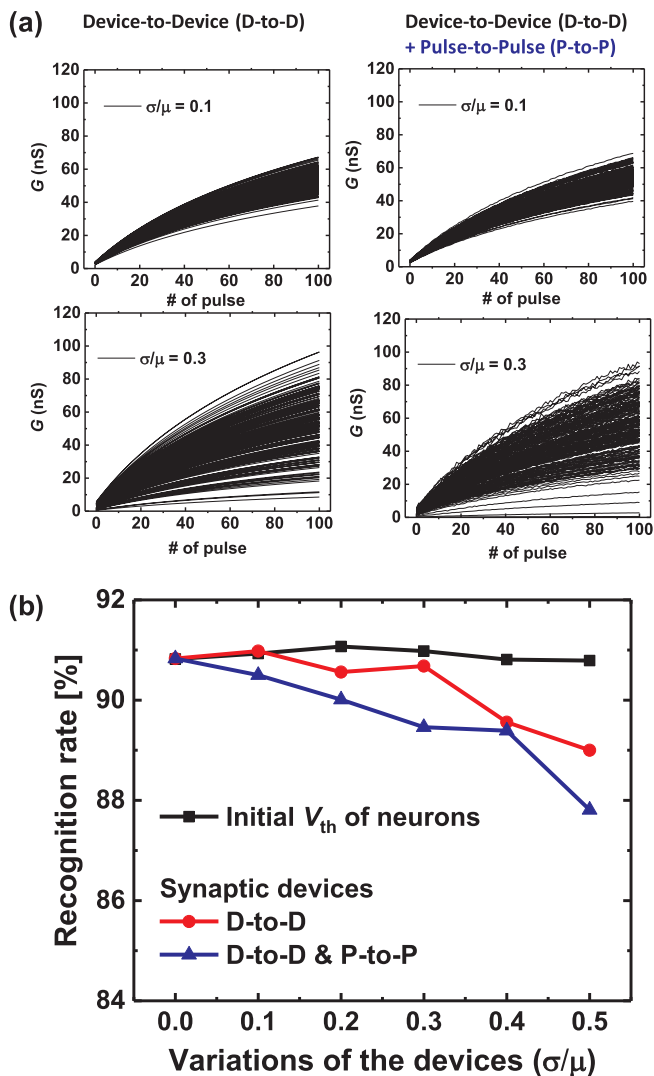 (a)
Device-to-Device (D-to-D)
Device-to-Device (D-to-D)
+ Pulse-to-Pulse (P-to-P)
120
100
80
60
40
20
0
G (nS)
σ/μ = 0.1
0 20 40 60 80 100
# of pulse
120
100
80
60
40
20
0
G (nS)
σ/μ = 0.1
0 20 40 60 80 100
# of pulse
120
100
80
60
40
20
0
G (nS)
σ/μ = 0.3
0 20 40 60 80 100
# of pulse
120
100
80
60
40
20
0
G (nS)
σ/μ = 0.3
0 20 40 60 80 100
# of pulse
(b)
92
90
88
86
84
Recognition rate [%]
Initial Vth of neurons
Synaptic devices
D-to-D
D-to-D & P-to-P
0.0 0.1 0.2 0.3 0.4 0.5
Variations of the devices (σ/μ)